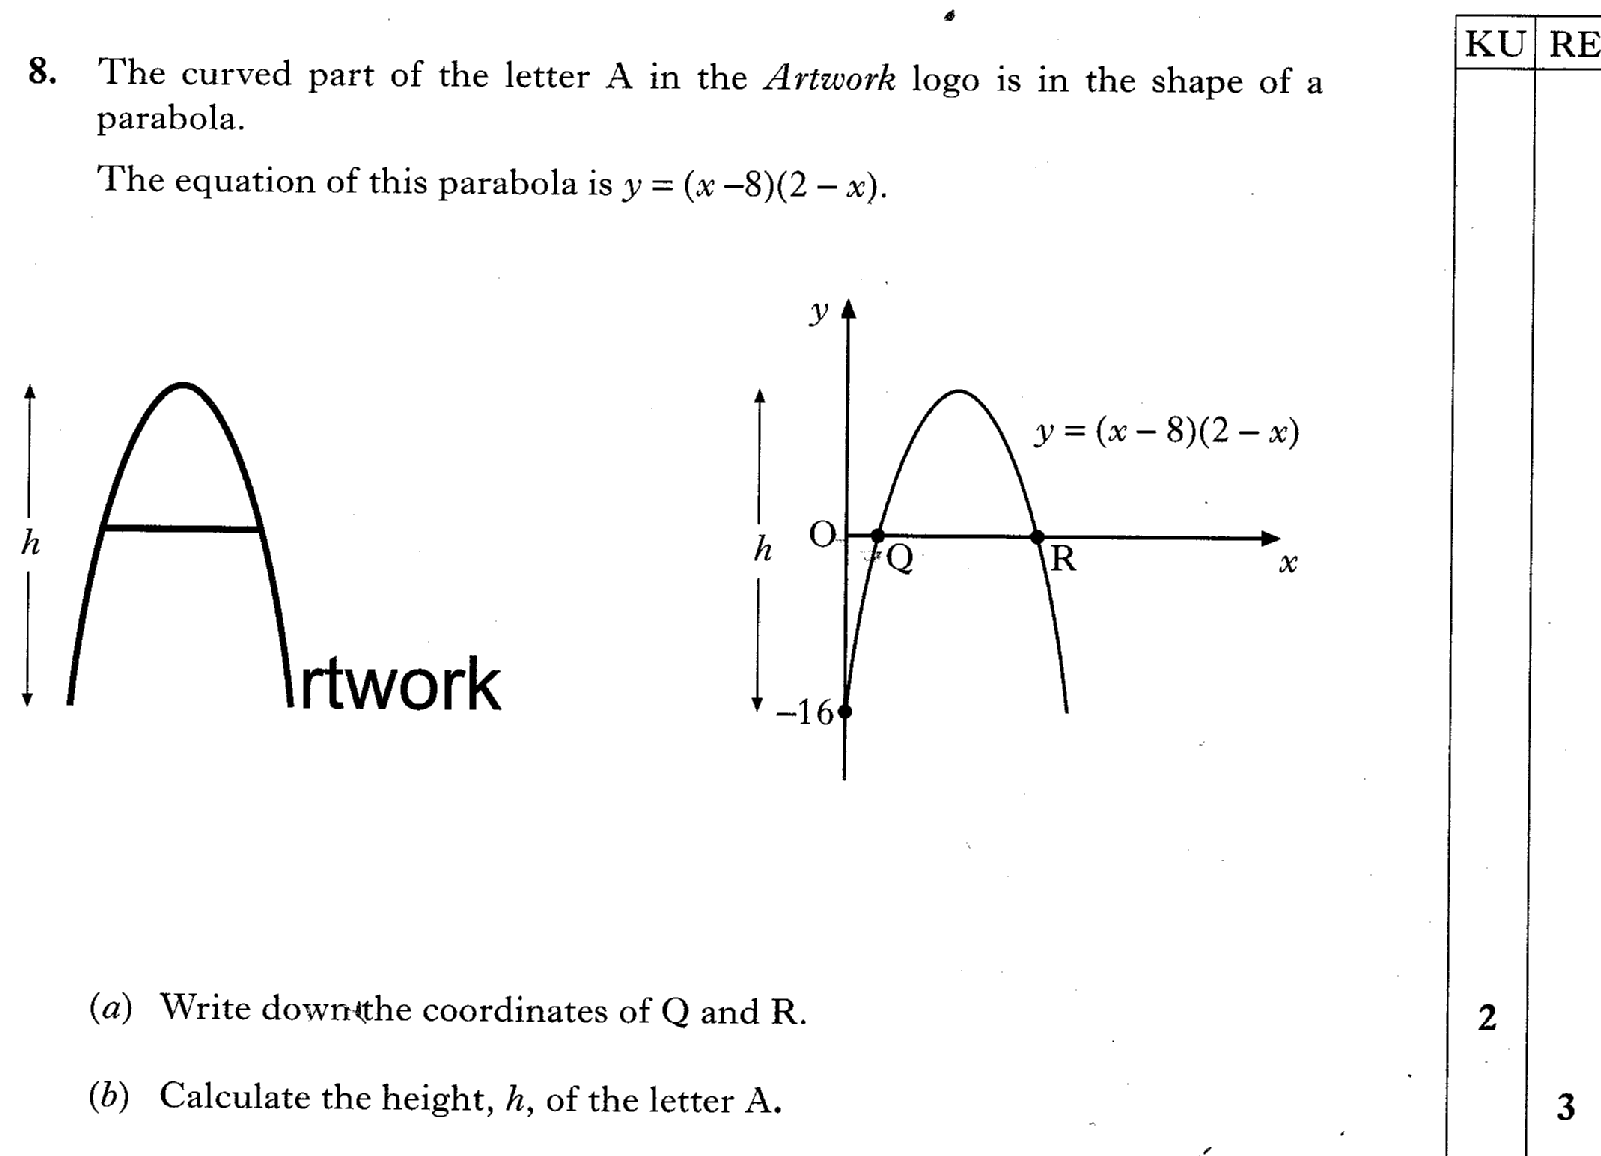 KU RE
8. The curved part of the letter A in the Artwork logo is in the shape of a
parabola.
The equation of this parabola is y = (x –8)(2 – x).
h
rtwork
y
y = (x – 8)(2 – x)
h
O
Q
R
x
–16
(a) Write down the coordinates of Q and R.
2
(b) Calculate the height, h, of the letter A.
3